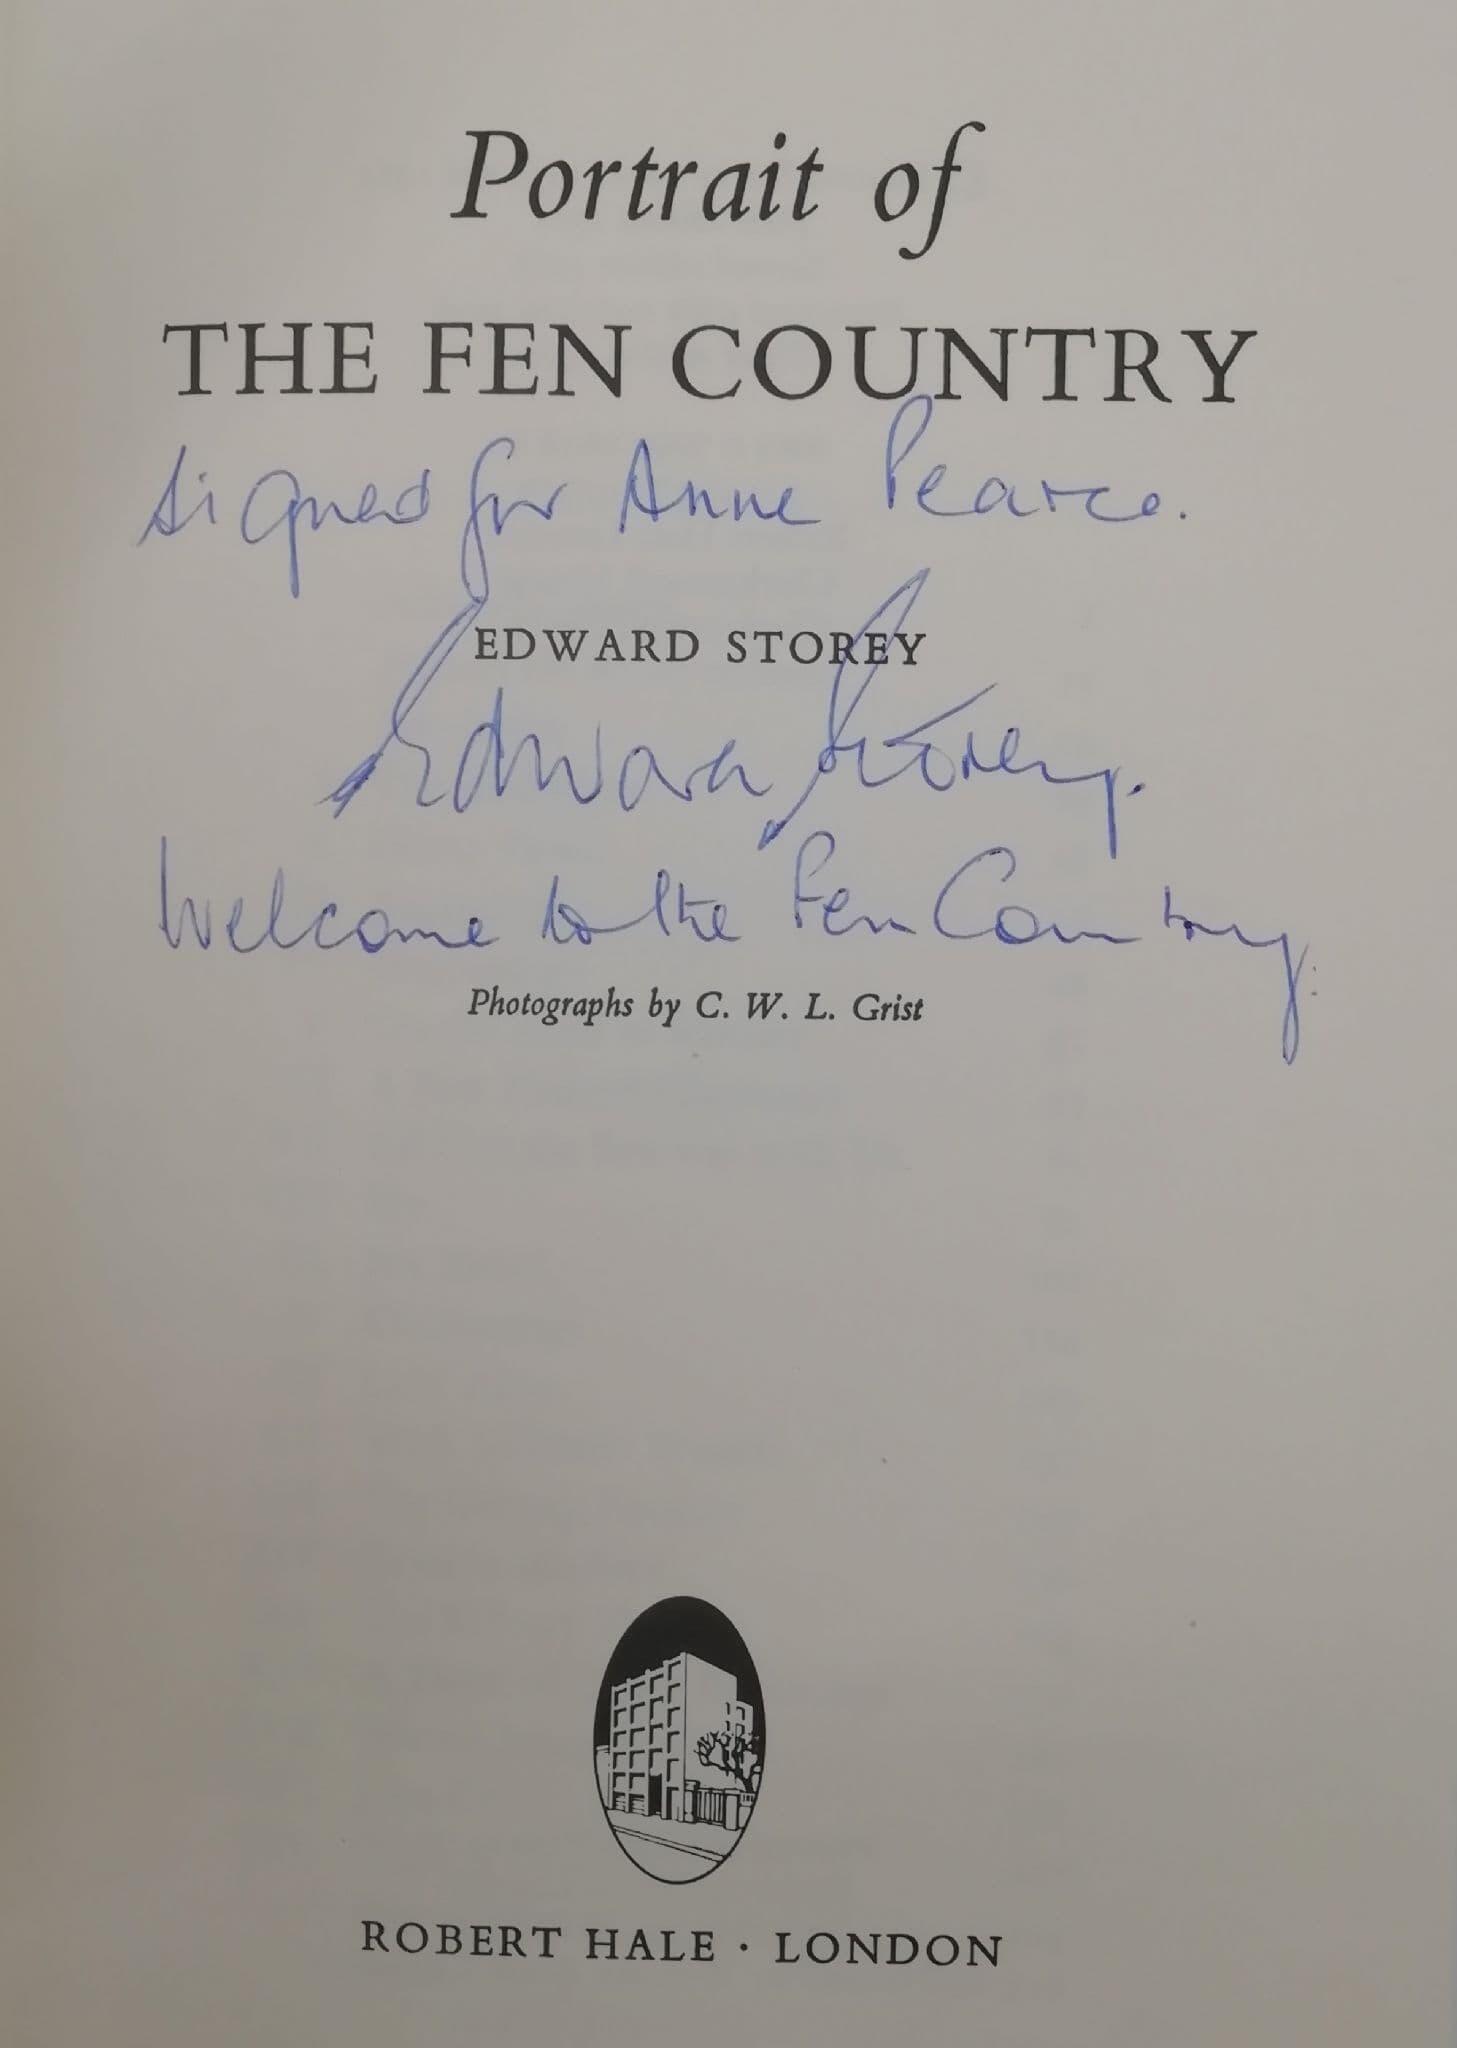 Portrait of
THE FEN COUNTRY
Signed for Anne Pearce.
EDWARD STOREY
Edward Storey.
Welcome to the Fen Country.
Photographs by C. W. L. Grist
ROBERT HALE · LONDON